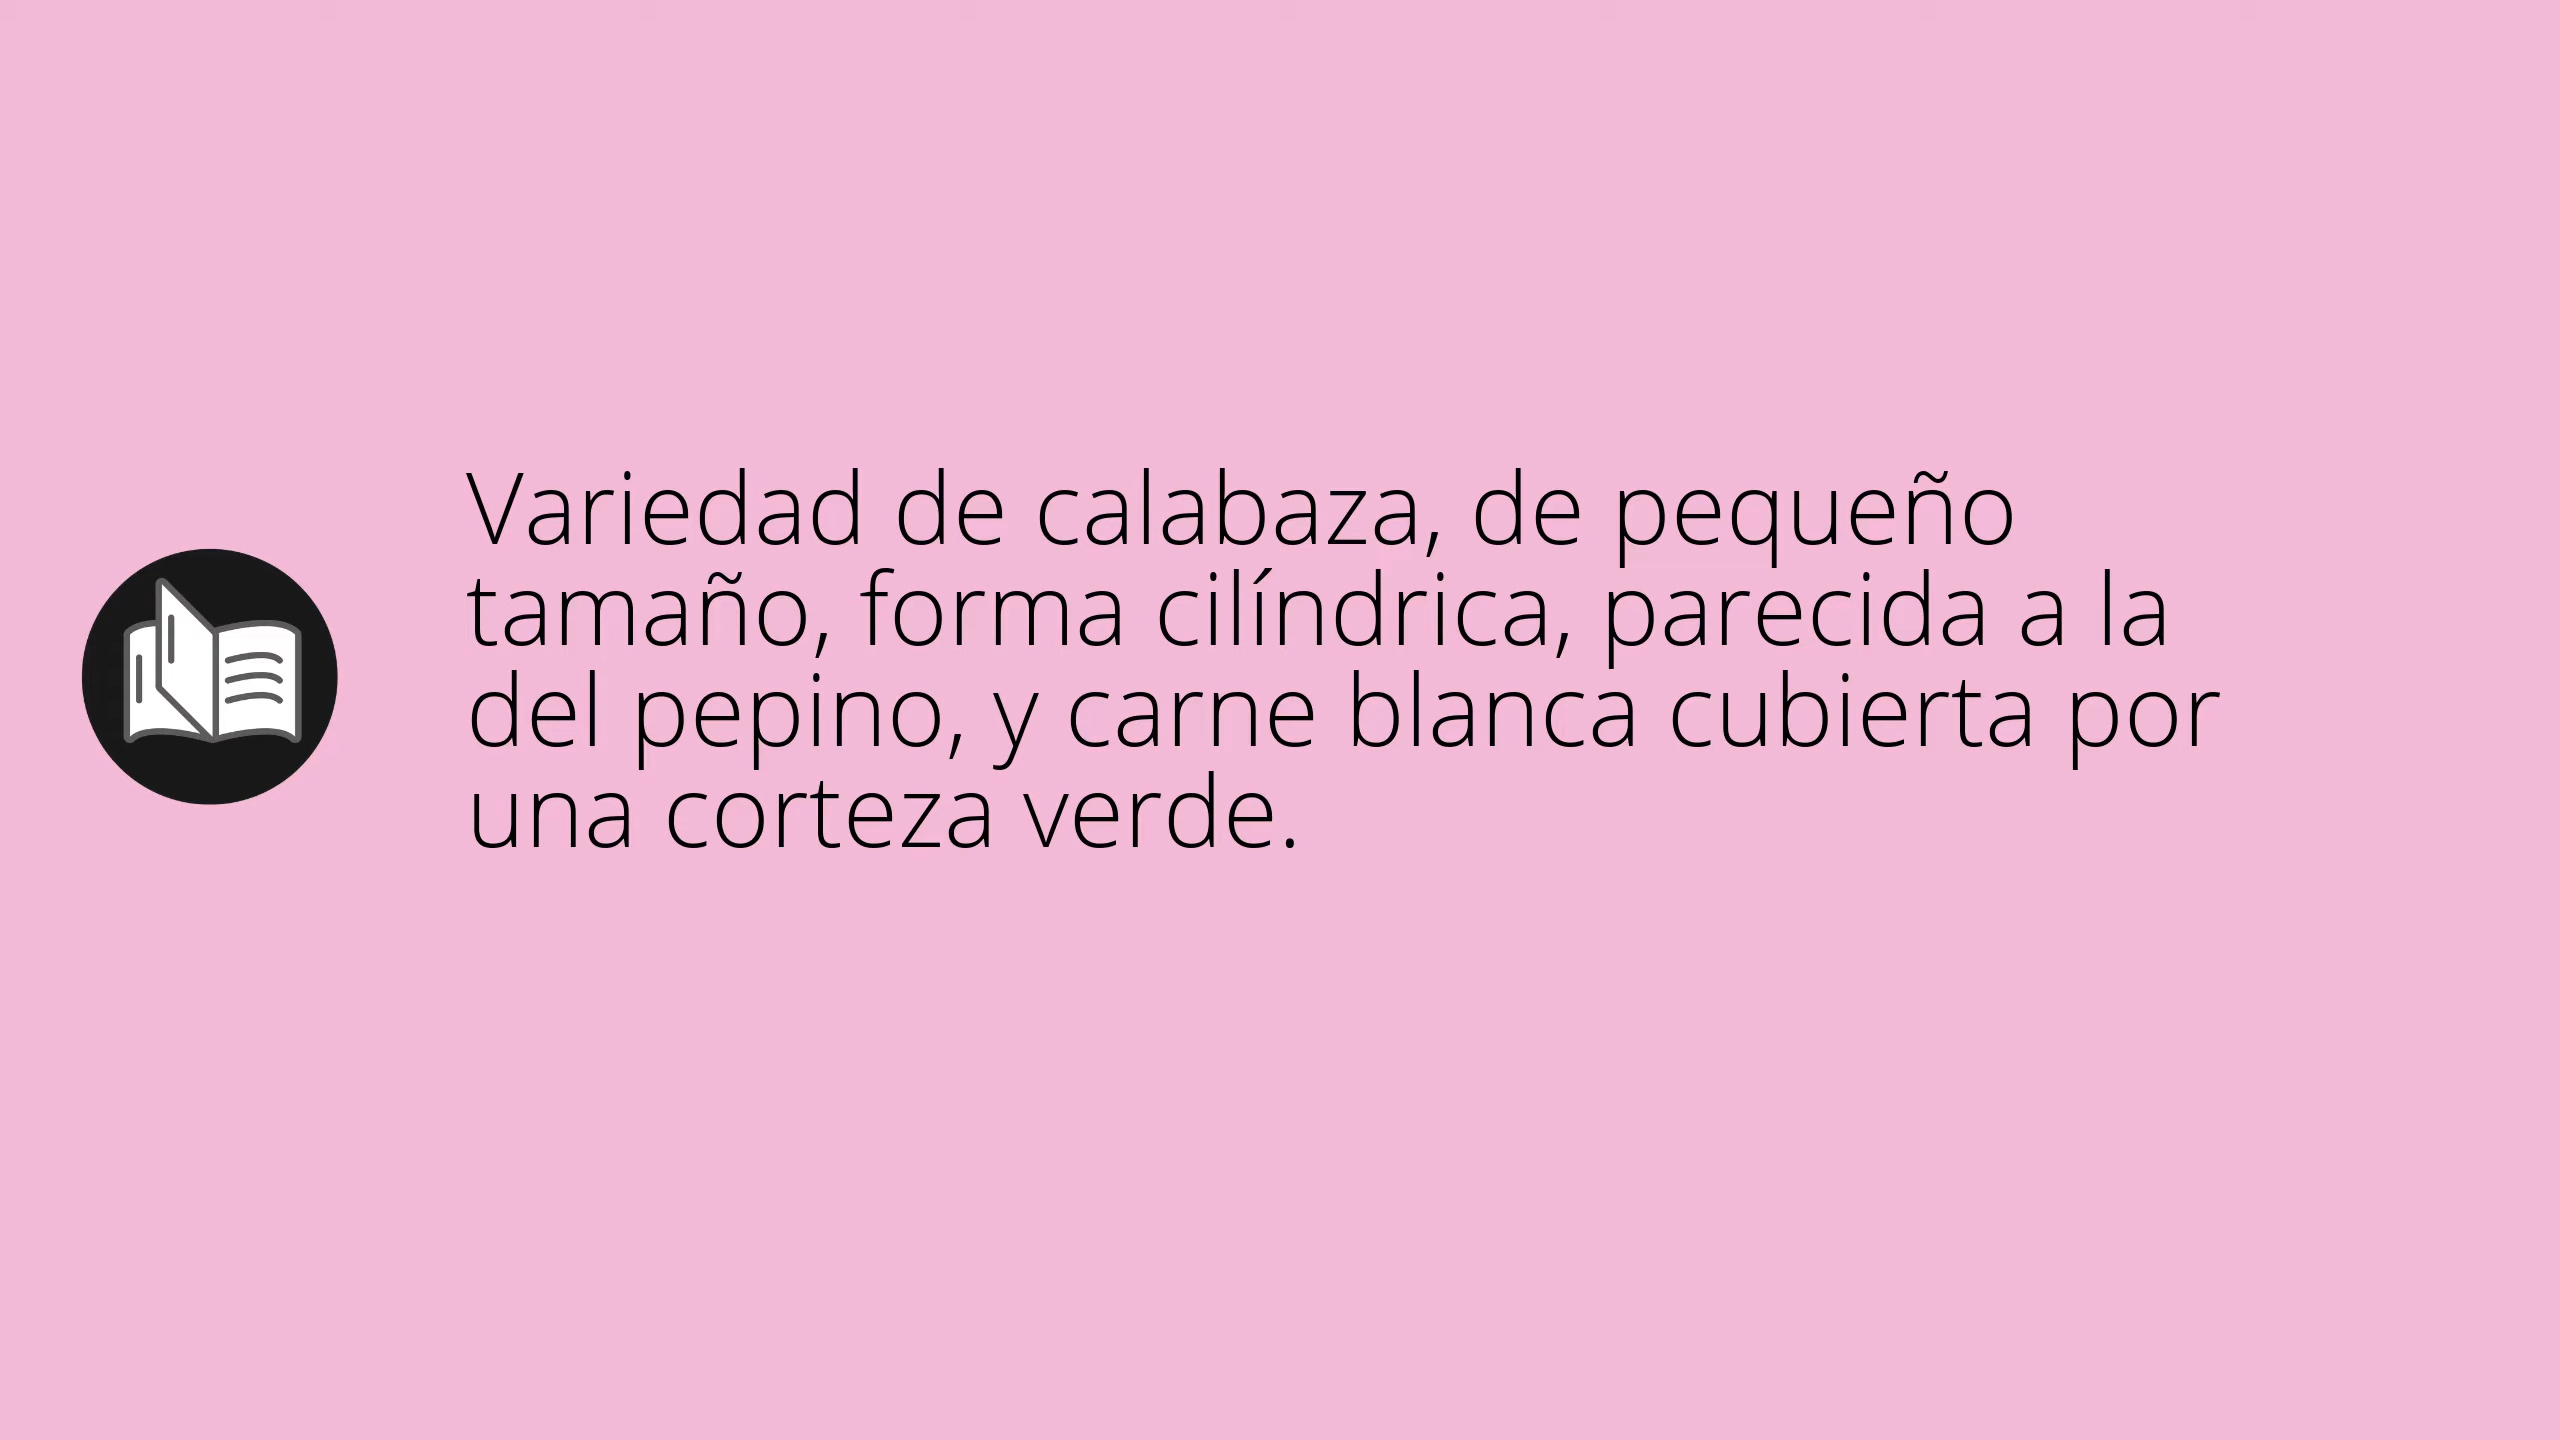 Variedad de calabaza, de pequeño
tamaño, forma cilíndrica, parecida a la
del pepino, y carne blanca cubierta por
una corteza verde.